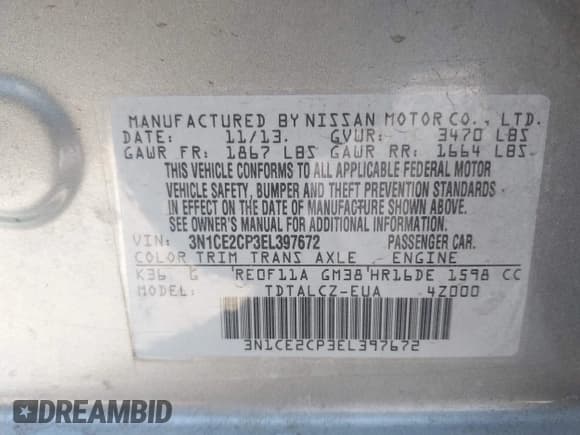 MANUFACTURED BY NISSAN MOTOR CO., LTD.
DATE: 11/13. GVWR: 3470 LBS
GAWR FR: 1867 LBS GAWR RR: 1664 LBS
THIS VEHICLE CONFORMS TO ALL APPLICABLE FEDERAL MOTOR
VEHICLE SAFETY, BUMPER AND THEFT PREVENTION STANDARDS
IN EFFECT ON THE DATE OF MANUFACTURE SHOWN ABOVE.
SEE OWNER'S MANUAL FOR ADDITIONAL INFORMATION.
VIN: 3N1CE2CP3EL397672 PASSENGER CAR.
COLOR TRIM TRANS AXLE ENGINE
K36 G 'RE0F11A GM38'HR16DE 1598 CC
MODEL: TDTALCZ-EUA 4Z000
3N1CE2CP3EL397672
DREAMBID